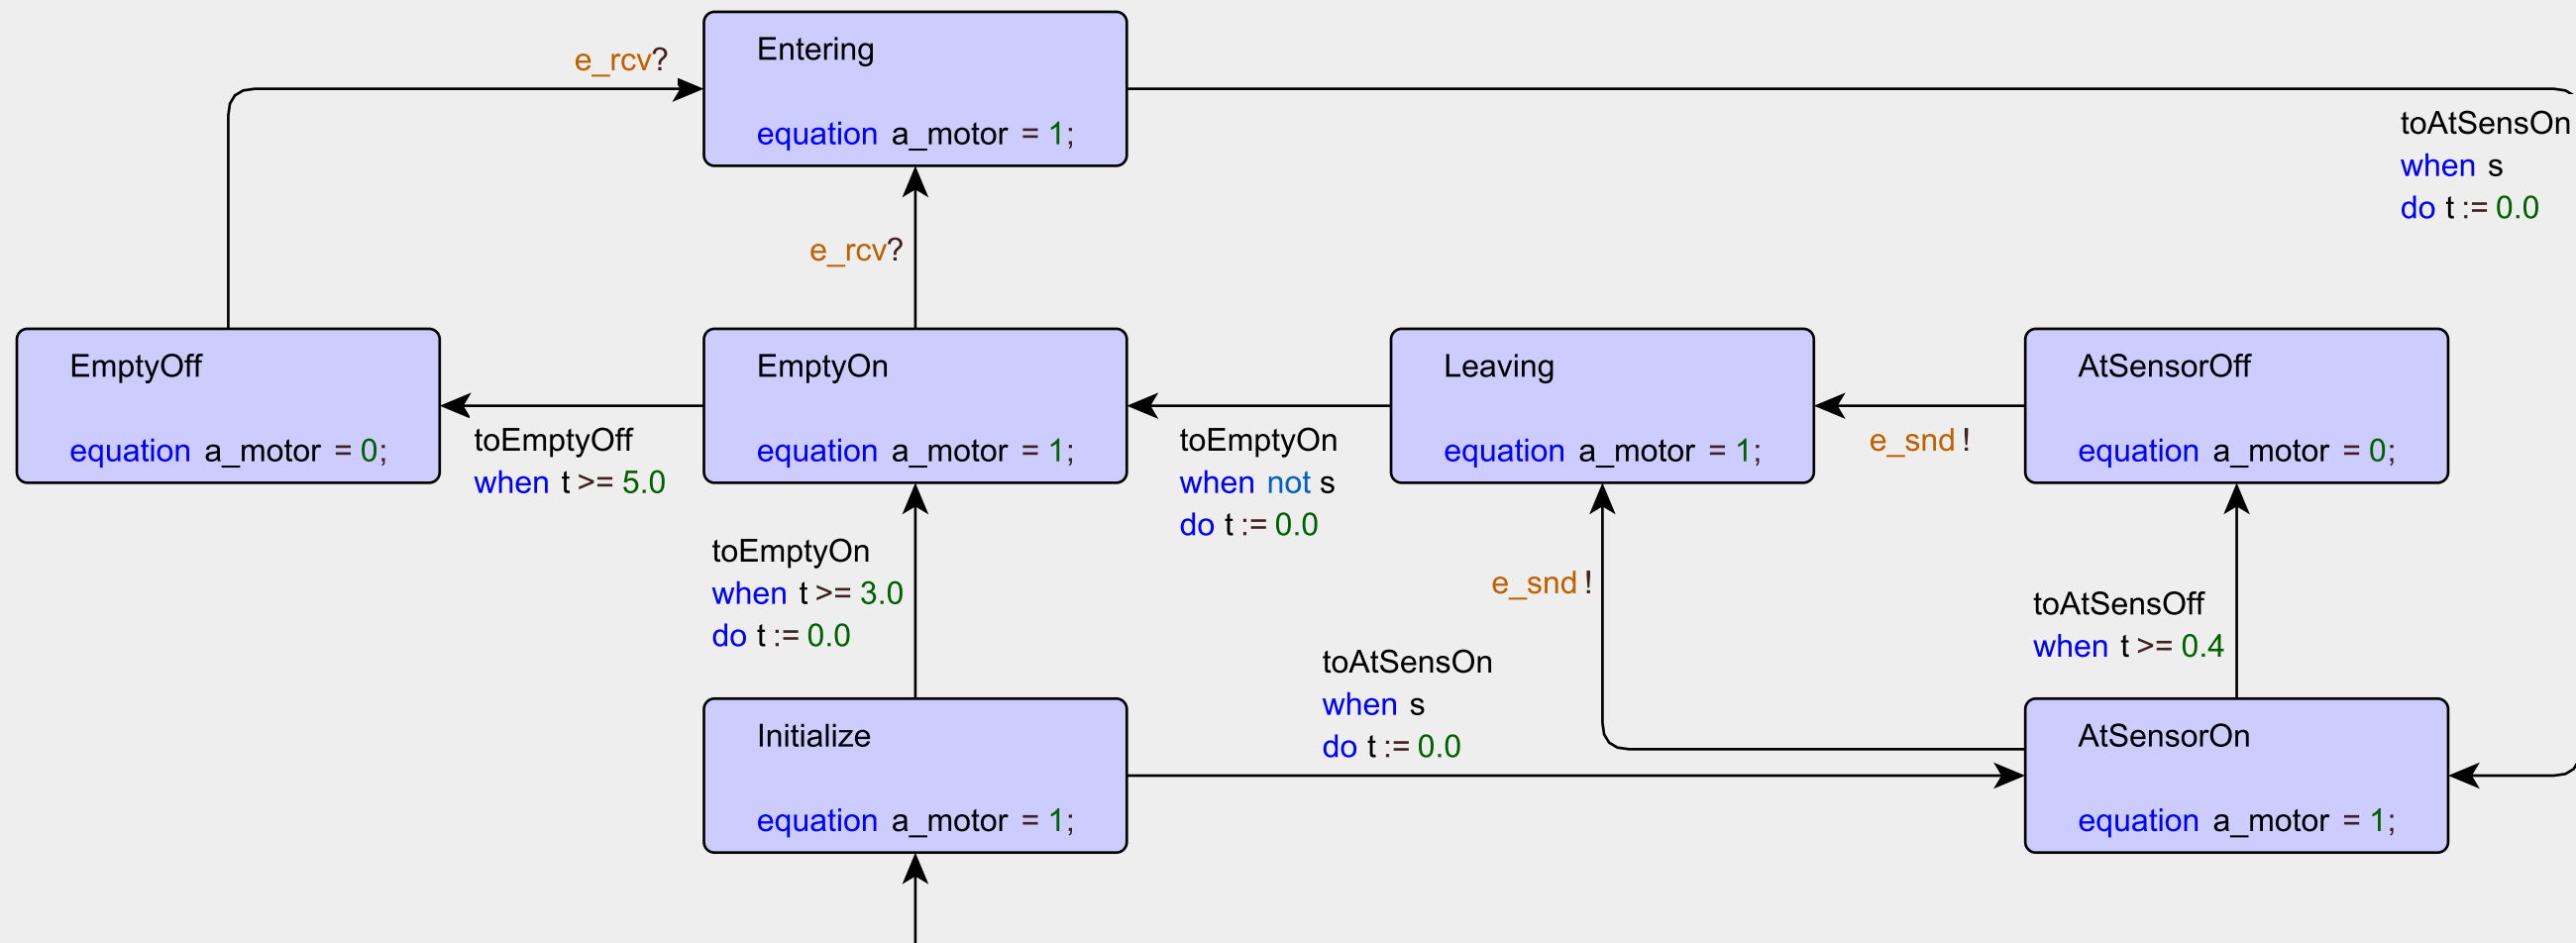 e_rcv?
Entering
equation a_motor = 1;
toAtSensOn
when s
do t := 0.0
e_rcv?
EmptyOff
equation a_motor = 0;
toEmptyOff
when t >= 5.0
EmptyOn
equation a_motor = 1;
toEmptyOn
when not s
do t := 0.0
Leaving
equation a_motor = 1;
e_snd!
AtSensorOff
equation a_motor = 0;
toEmptyOn
when t >= 3.0
do t := 0.0
e_snd!
toAtSensOff
when t >= 0.4
toAtSensOn
when s
do t := 0.0
Initialize
equation a_motor = 1;
AtSensorOn
equation a_motor = 1;